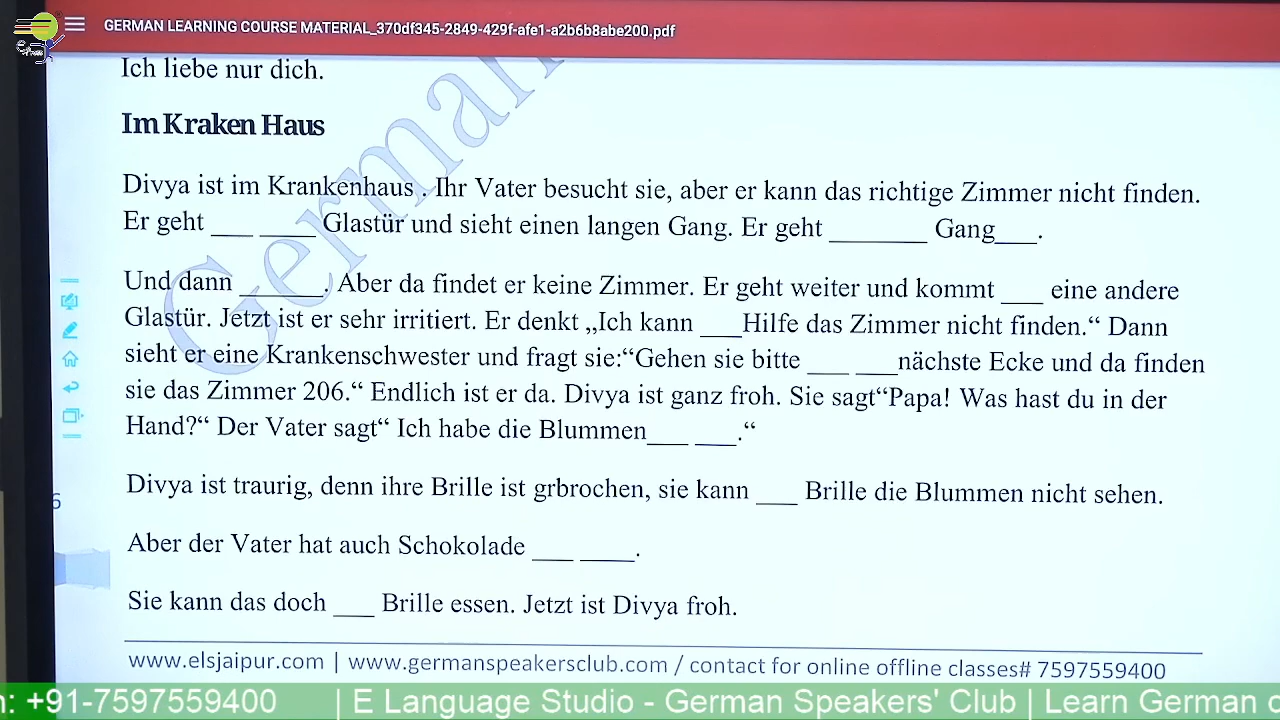 GERMAN LEARNING COURSE MATERIAL_370df345-2849-429f-afe1-a2b6b8abe200.pdf
Ich liebe nur dich.
Im Kraken Haus
Divya ist im Krankenhaus . Ihr Vater besucht sie, aber er kann das richtige Zimmer nicht finden.
Er geht ___ ____ Glastür und sieht einen langen Gang. Er geht _______ Gang___.
Und dann ______. Aber da findet er keine Zimmer. Er geht weiter und kommt ___ eine andere
Glastür. Jetzt ist er sehr irritiert. Er denkt „Ich kann ___Hilfe das Zimmer nicht finden.“ Dann
sieht er eine Krankenschwester und fragt sie:“Gehen sie bitte ___ ___nächste Ecke und da finden
sie das Zimmer 206.“ Endlich ist er da. Divya ist ganz froh. Sie sagt“Papa! Was hast du in der
Hand?“ Der Vater sagt“ Ich habe die Blummen___ ___.“
Divya ist traurig, denn ihre Brille ist grbrochen, sie kann ___ Brille die Blummen nicht sehen.
Aber der Vater hat auch Schokolade ___ ____.
Sie kann das doch ___ Brille essen. Jetzt ist Divya froh.
German
6
www.elsjaipur.com | www.germanspeakersclub.com / contact for online offline classes# 7597559400
n: +91-7597559400 | E Language Studio - German Speakers' Club | Learn German o